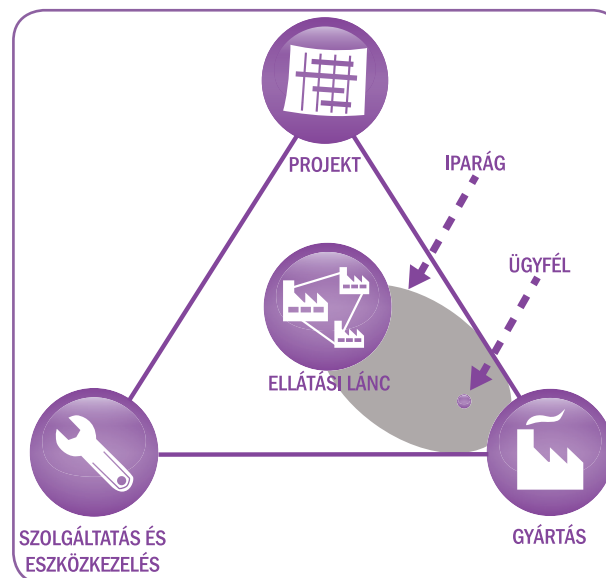 PROJEKT
IPARÁG
ÜGYFÉL
ELLÁTÁSI LÁNC
SZOLGÁLTATÁS ÉS
ESZKÖZKEZELÉS
GYÁRTÁS